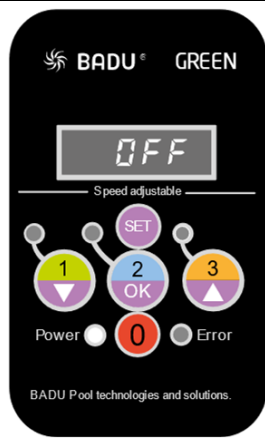 BADU® GREEN
OFF
Speed adjustable
SET
1 2 3
OK
Power 0 Error
BADU Pool technologies and solutions.